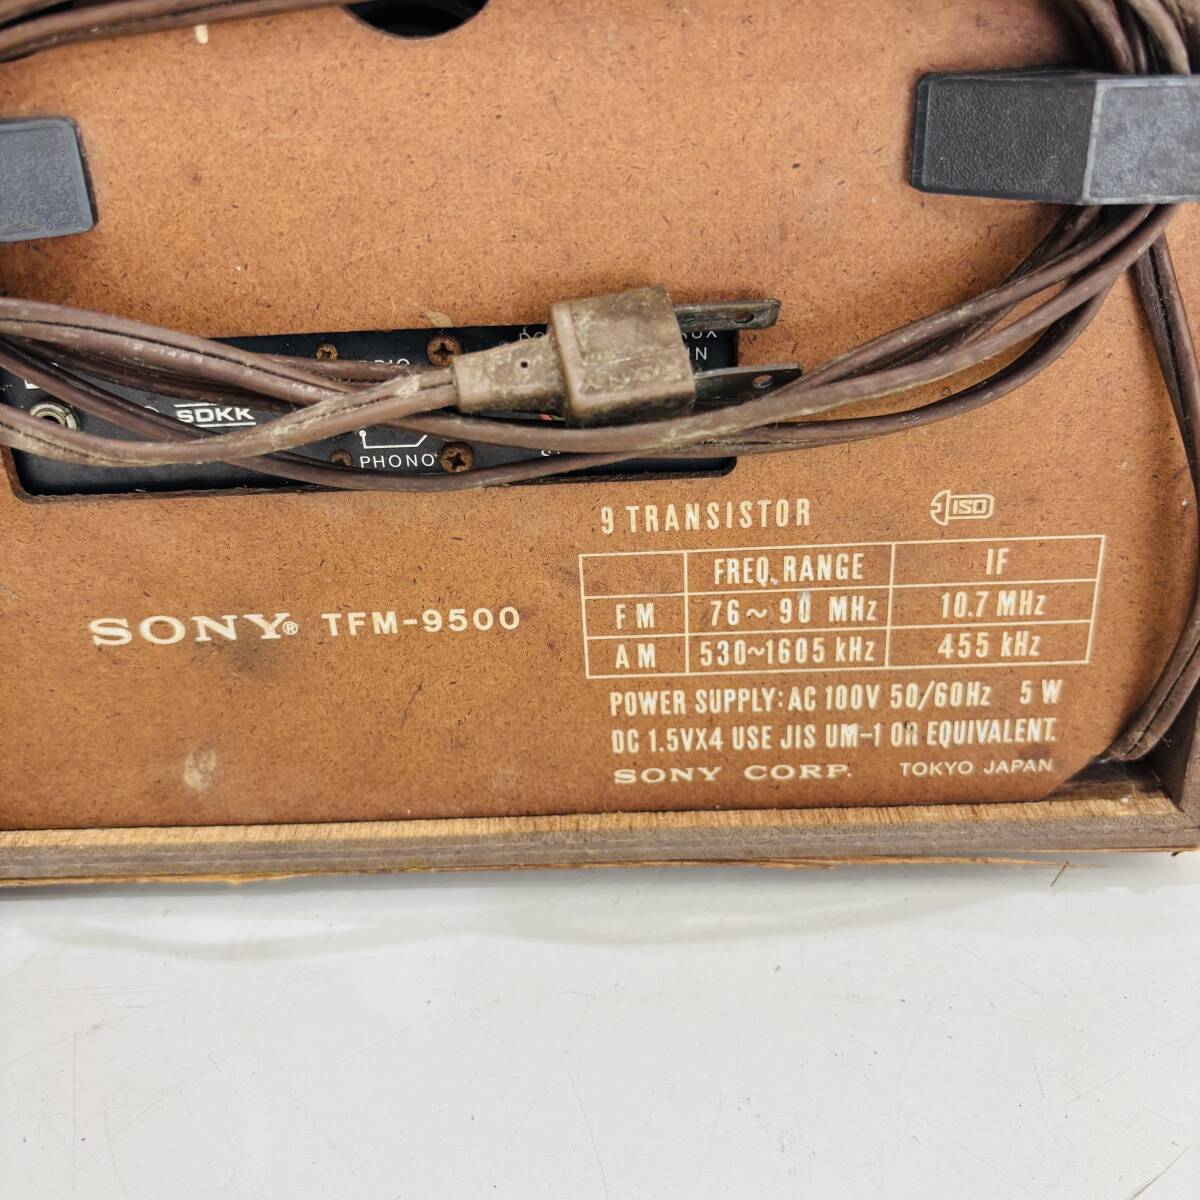 SDKK
PHONO
9 TRANSISTOR
ISO
FREQ. RANGE IF
FM 76~90 MHz 10.7 MHz
AM 530~1605 kHz 455 kHz
SONY® TFM-9500
POWER SUPPLY: AC 100V 50/60Hz 5 W
DC 1.5VX4 USE JIS UM-1 OR EQUIVALENT.
SONY CORP. TOKYO JAPAN